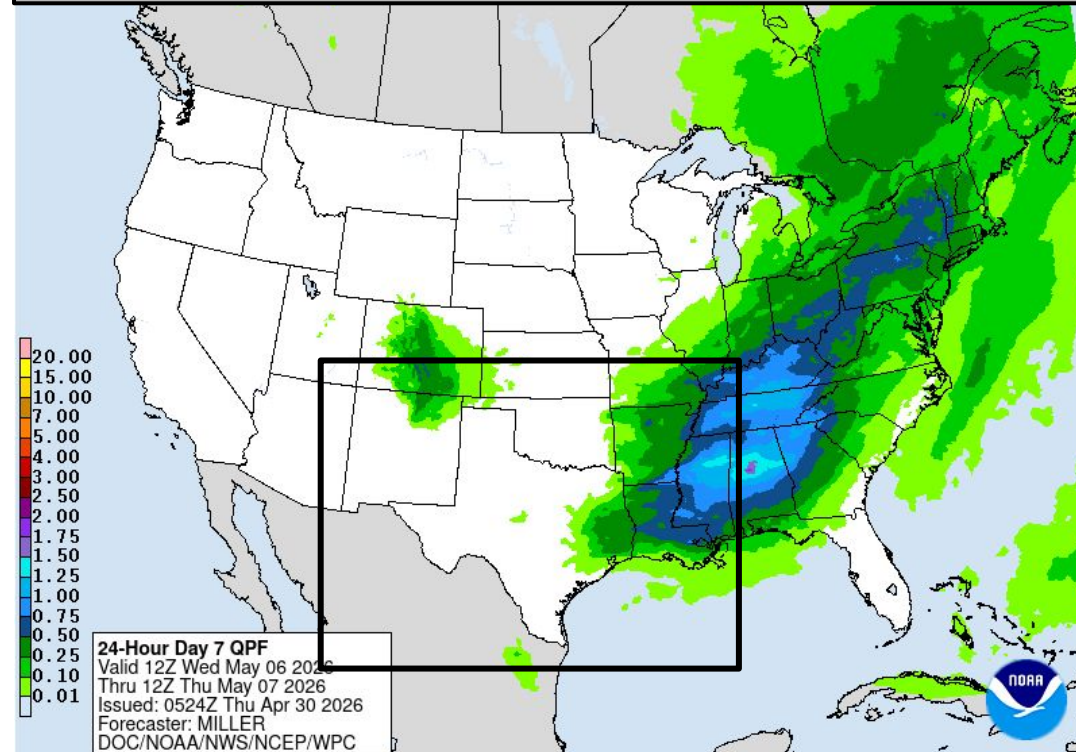 20.00
15.00
10.00
7.00
5.00
4.00
3.00
2.50
2.00
1.75
1.50
1.25
1.00
0.75
0.50
0.25
0.10
0.01
24-Hour Day 7 QPF
Valid 12Z Wed May 06 2026
Thru 12Z Thu May 07 2026
Issued: 0524Z Thu Apr 30 2026
Forecaster: MILLER
DOC/NOAA/NWS/NCEP/WPC
NOAA